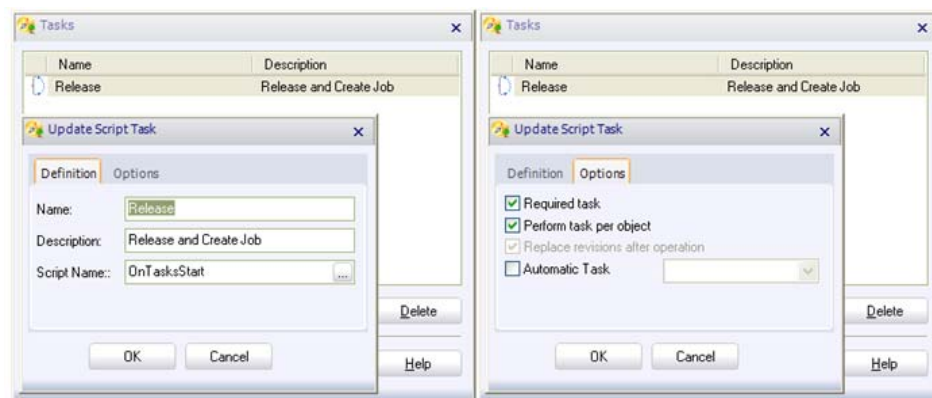 Tasks
Name Description
Release Release and Create Job
Update Script Task
Definition Options
Name: Release
Description: Release and Create Job
Script Name:: OnTasksStart ...
Delete
OK Cancel
Help
Tasks
Name Description
Release Release and Create Job
Update Script Task
Definition Options
Required task
Perform task per object
Replace revisions after operation
Automatic Task
Delete
OK Cancel
Help